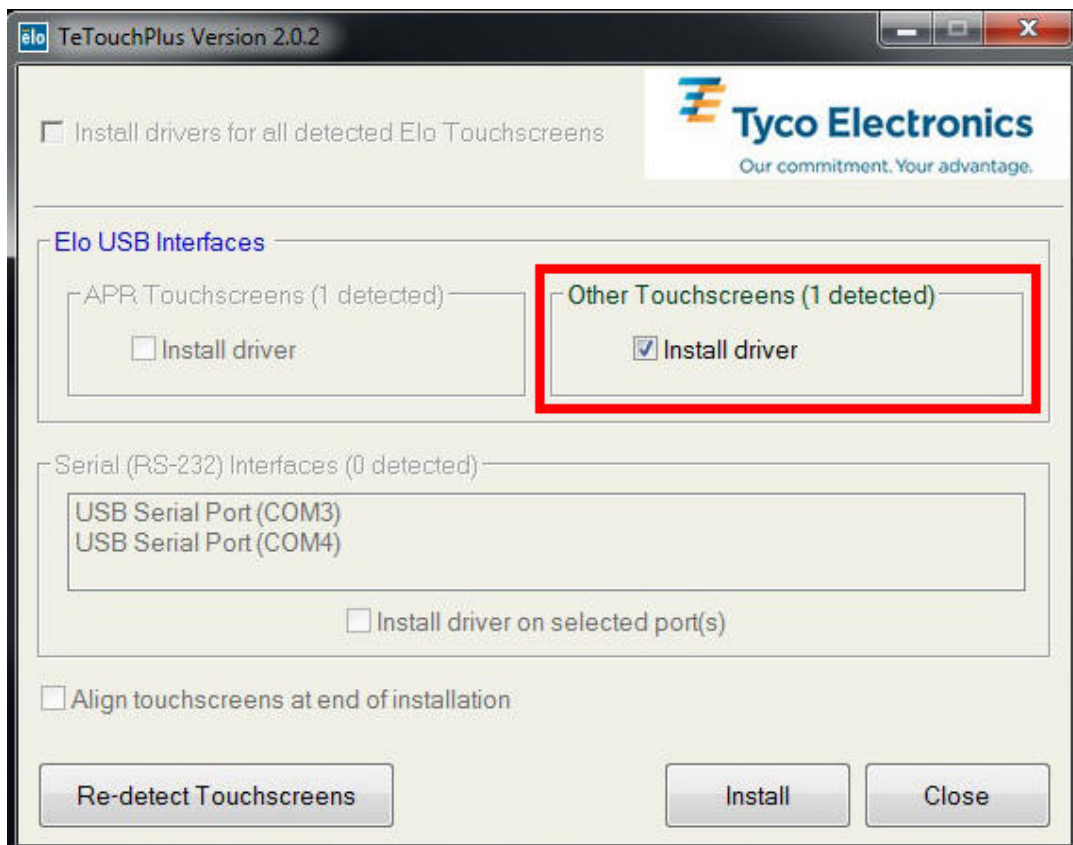 elo TeTouchPlus Version 2.0.2
Install drivers for all detected Elo Touchscreens
Tyco Electronics
Our commitment. Your advantage.
Elo USB Interfaces
APR Touchscreens (1 detected)
Install driver
Other Touchscreens (1 detected)
Install driver
Serial (RS-232) Interfaces (0 detected)
USB Serial Port (COM3)
USB Serial Port (COM4)
Install driver on selected port(s)
Align touchscreens at end of installation
Re-detect Touchscreens
Install
Close